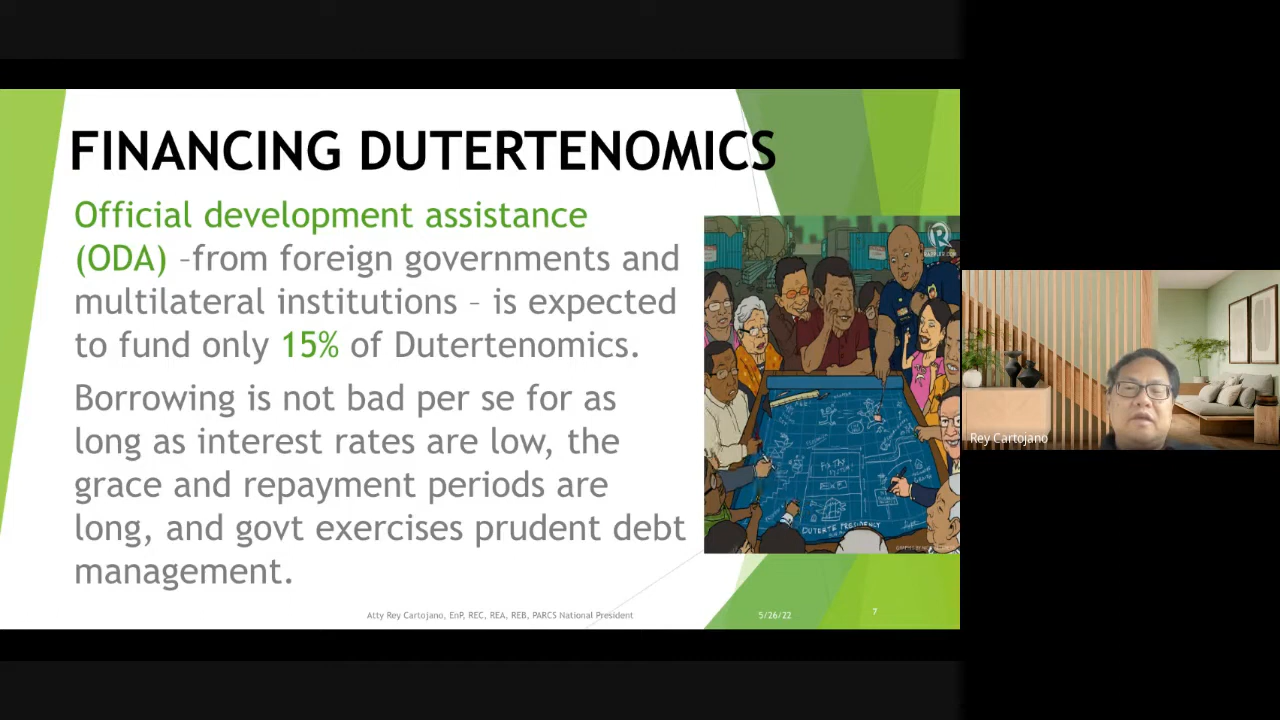 FINANCING DUTERTENOMICS
Official development assistance
(ODA) –from foreign governments and
multilateral institutions – is expected
to fund only 15% of Dutertenomics.
Borrowing is not bad per se for as
long as interest rates are low, the
grace and repayment periods are
long, and govt exercises prudent debt
management.
R
DUTERTE PRESIDENCY
Atty Rey Cartojano, EnP, REC, REA, REB, PARCS National President
5/26/22
7
Rey Cartojano